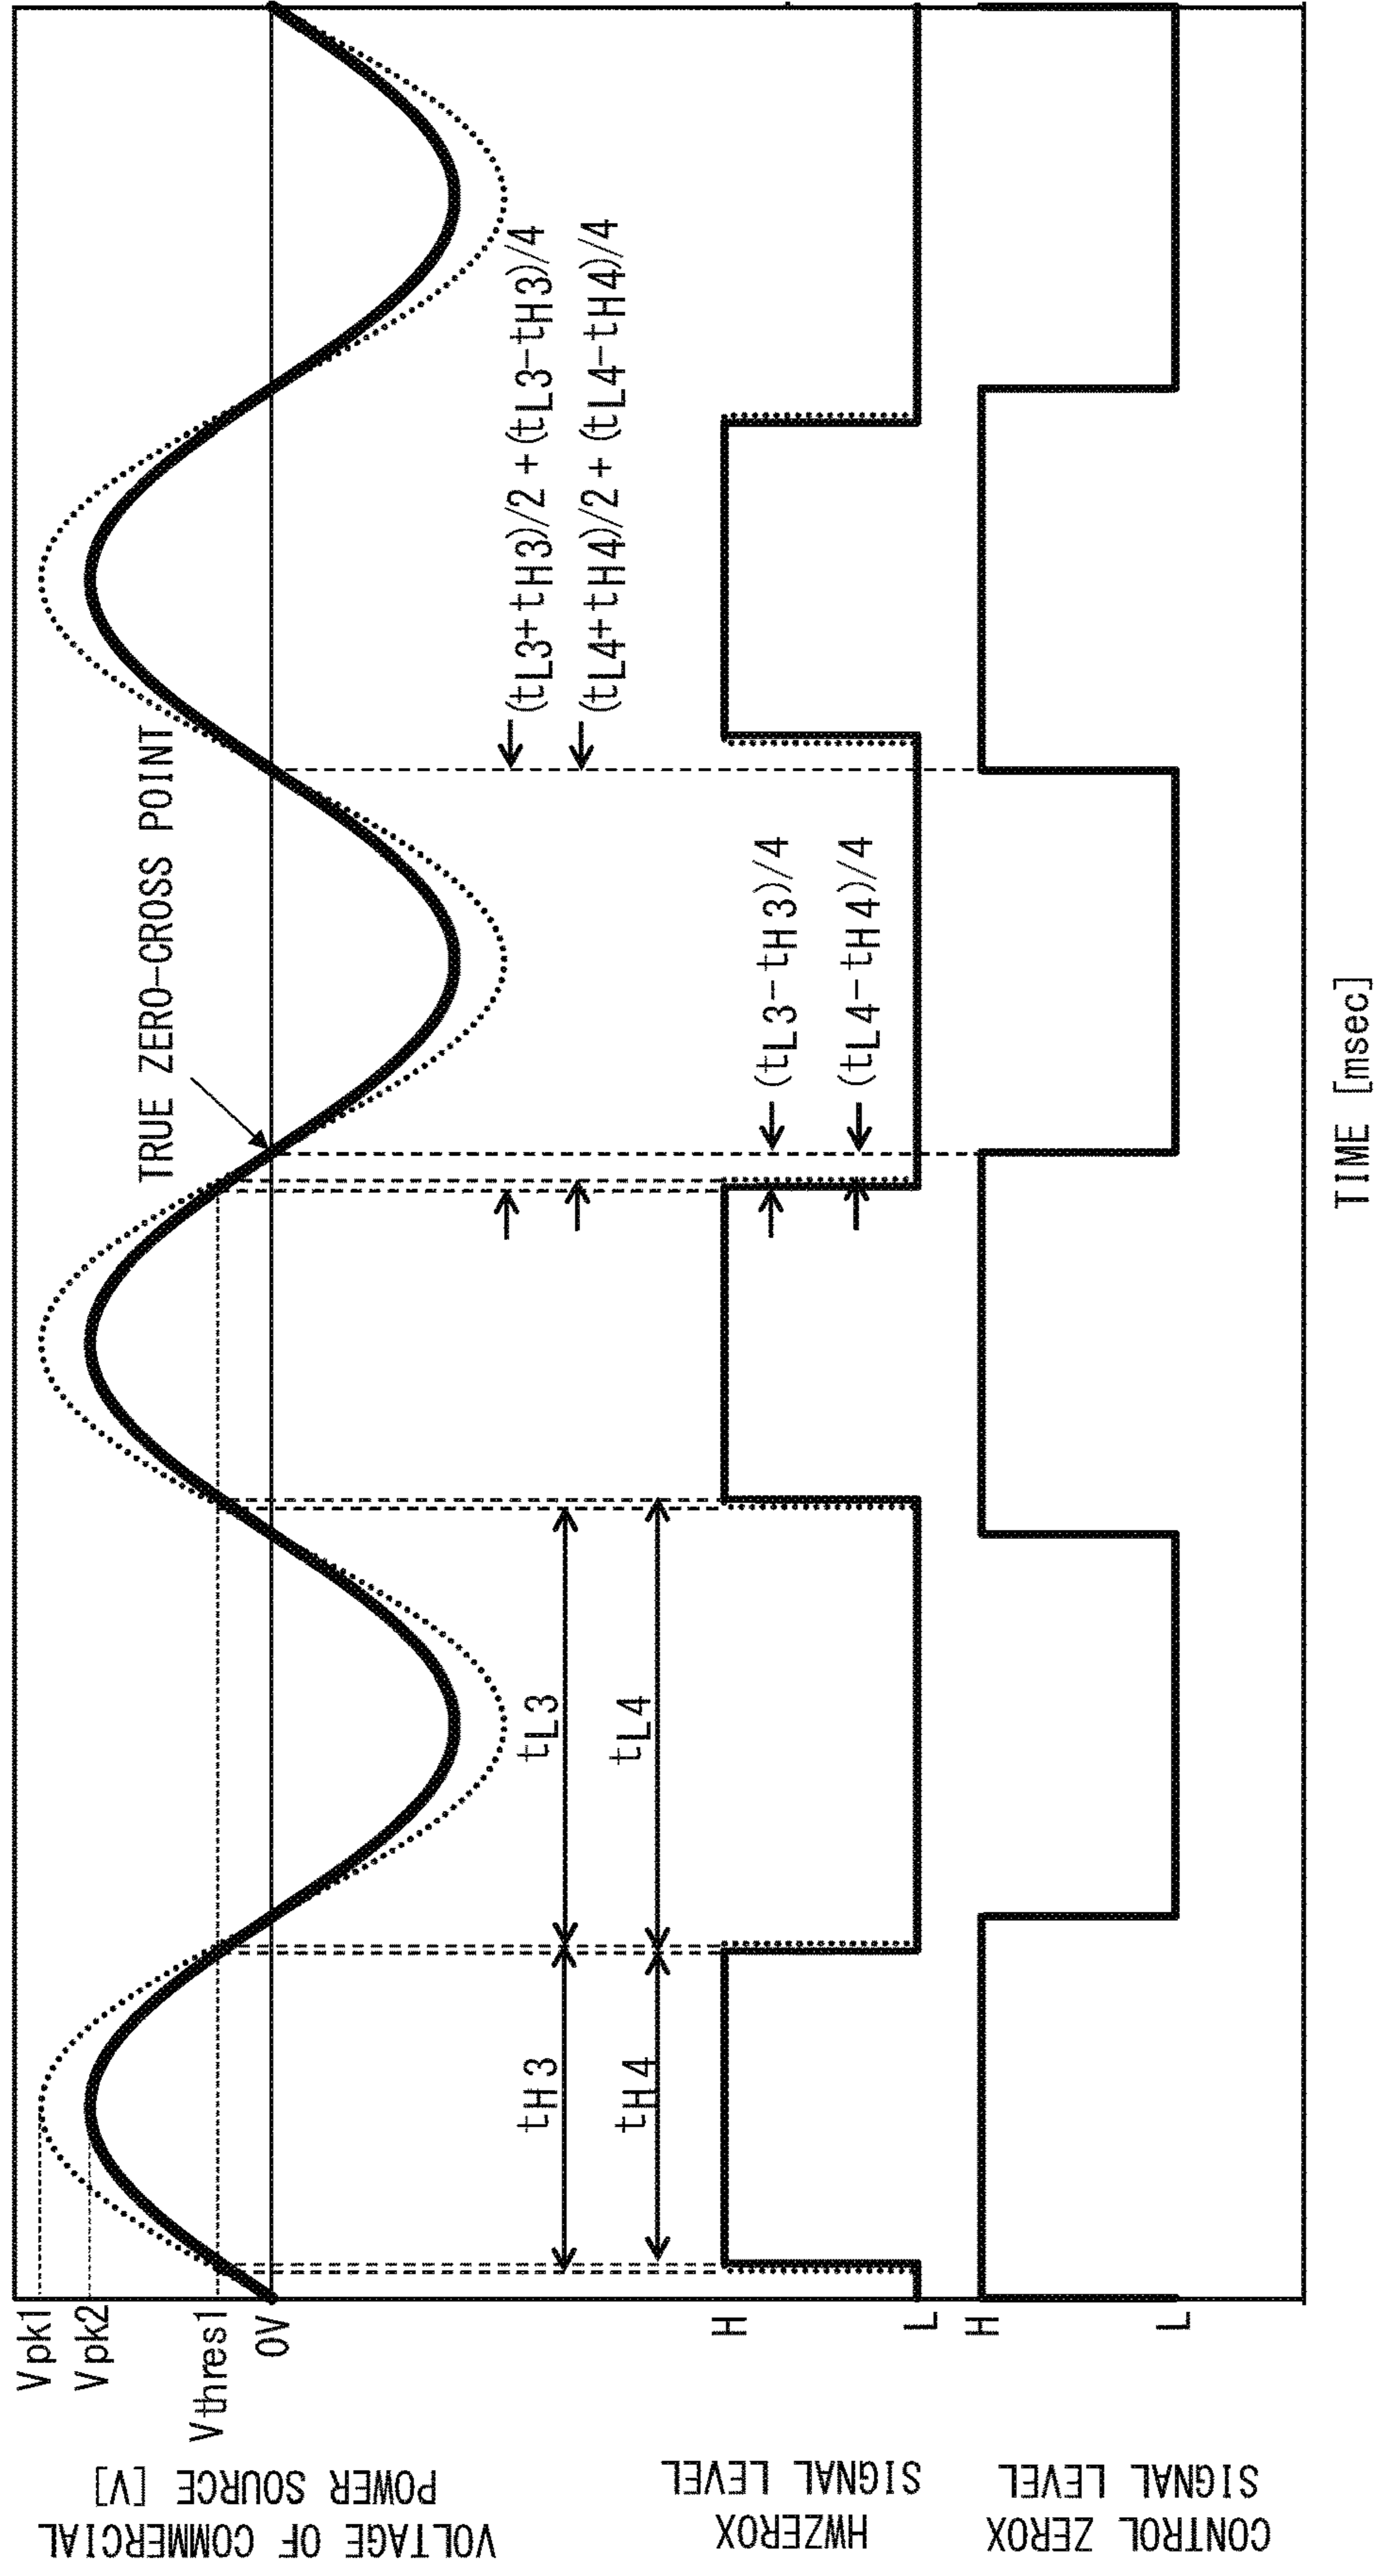 VOLTAGE OF COMMERCIAL
POWER SOURCE [V]
Vpk1
Vpk2
Vthres1
0V
TRUE ZERO-CROSS POINT
tH3
tL3
tH4
tL4
(tL3+tH3)/2+(tL3-tH3)/4
(tL4+tH4)/2+(tL4-tH4)/4
(tL3-tH3)/4
(tL4-tH4)/4
HWZEROX
SIGNAL LEVEL
H
L
CONTROL ZEROX
SIGNAL LEVEL
H
L
TIME [msec]